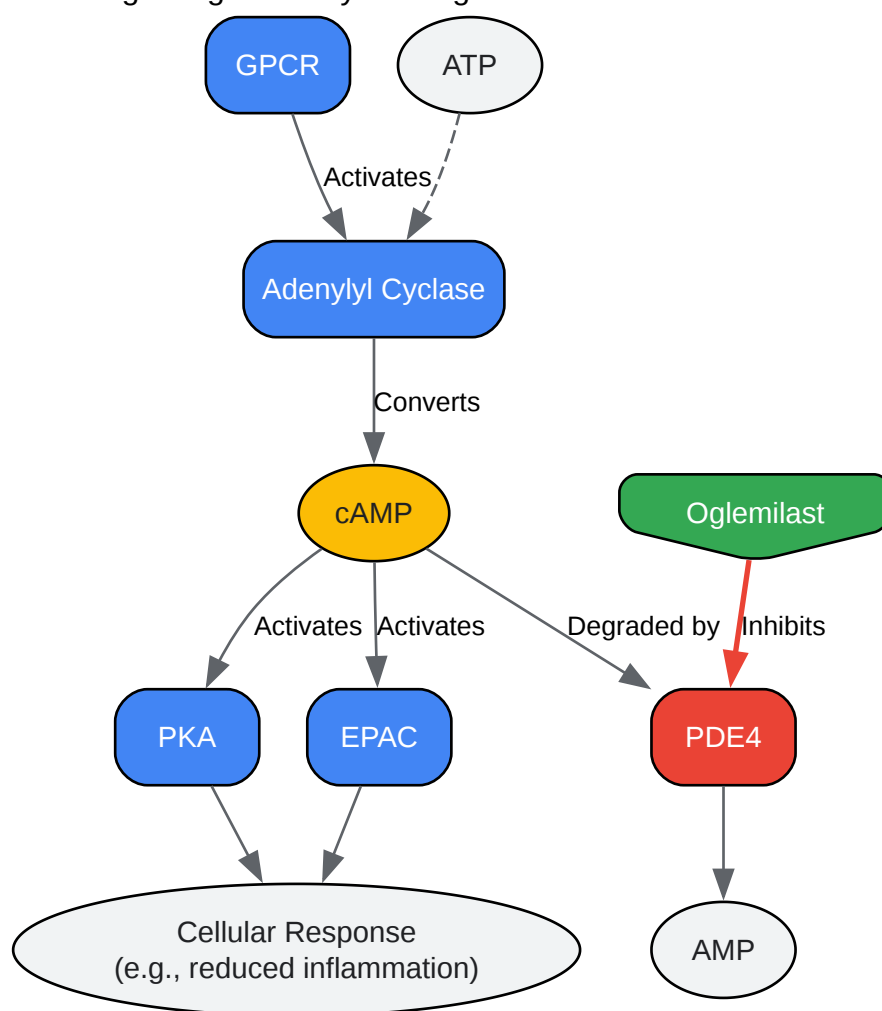 GPCR
ATP
Activates
Adenylyl Cyclase
Converts
cAMP
Oglemilast
Activates
Activates
Degraded by
Inhibits
PKA
EPAC
PDE4
Cellular Response
(e.g., reduced inflammation)
AMP